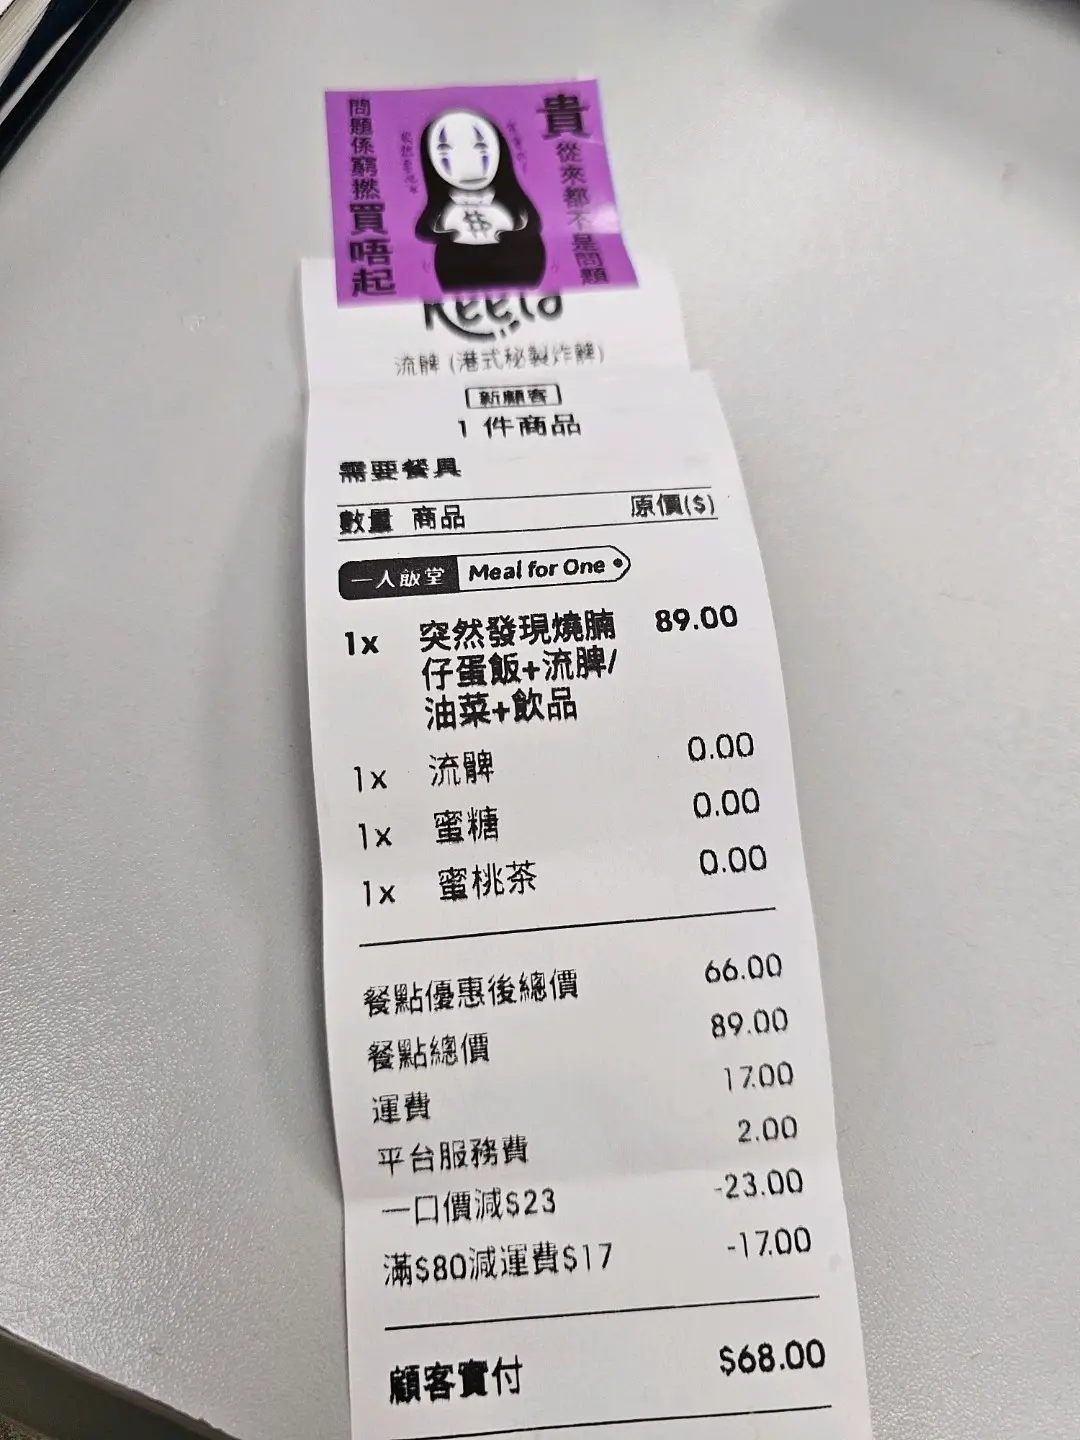 貴從來都不是問題
問題係窮撚買唔起
Keeta
流髀 (港式秘製炸髀)
新顧客
1 件商品
需要餐具
數量 商品 原價($)
一人飯堂 Meal for One
1x 突然發現燒腩 89.00
仔蛋飯+流髀/
油菜+飲品
1x 流髀 0.00
1x 蜜糖 0.00
1x 蜜桃茶 0.00
餐點優惠後總價 66.00
餐點總價 89.00
運費 17.00
平台服務費 2.00
一口價減$23 -23.00
滿$80減運費$17 -17.00
顧客實付 $68.00